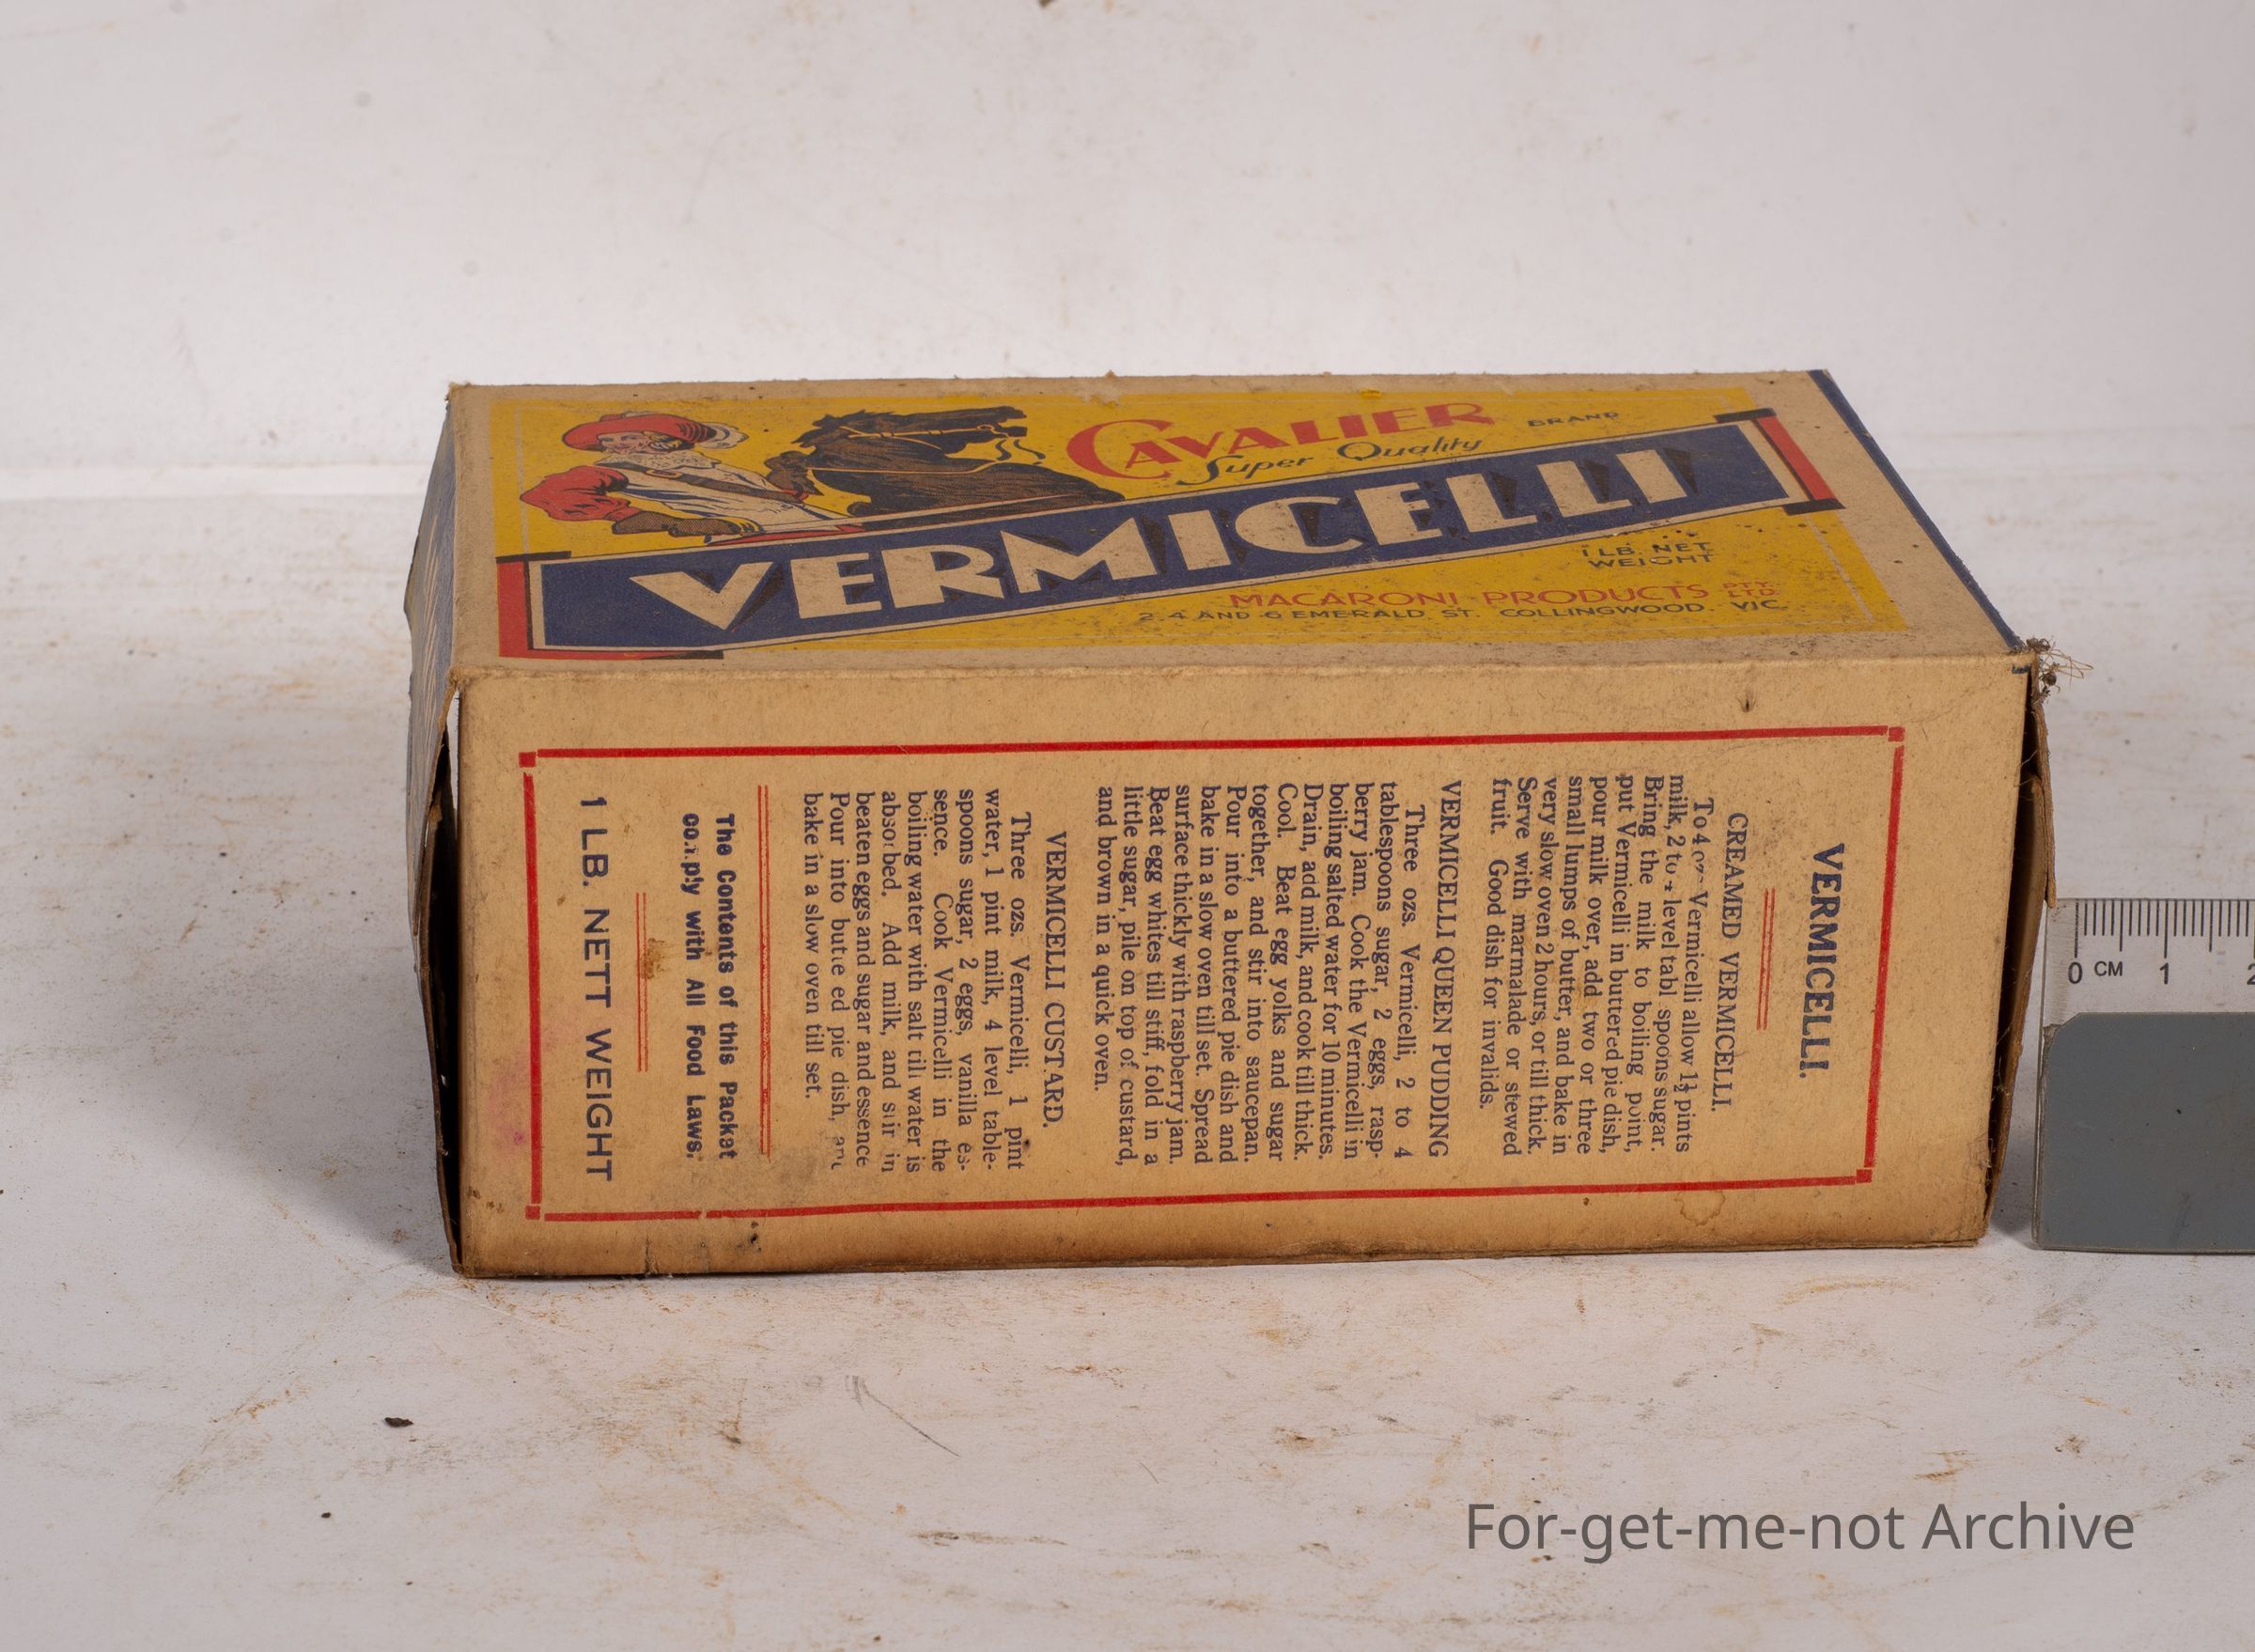 CAVALIER BRAND
Super Quality
VERMICELLI
1 LB. NET
WEIGHT
MACARONI PRODUCTS PTY. LTD.
2, 4 AND 6 EMERALD. ST. COLLINGWOOD. VIC.
VERMICELLI.
CREAMED VERMICELLI.
To 4 Vermicelli allow 1½ pints
milk, 2 to level tabl spoons sugar.
Bring the milk to boiling point,
put Vermicelli in buttered pie dish,
pour milk over, add two or three
small lumps of butter, and bake in
very slow oven 2 hours, or till thick.
Serve with marmalade or stewed
fruit. Good dish for invalids.
VERMICELLI QUEEN PUDDING
Three ozs. Vermicelli, 2 to 4
tablespoons sugar, 2 eggs, rasp-
berry jam. Cook the Vermicelli in
boiling salted water for 10 minutes.
Drain, add milk, and cook till thick.
Cool. Beat egg yolks and sugar
together, and stir into saucepan.
Pour into a buttered pie dish and
bake in a slow oven till set. Spread
surface thickly with raspberry jam.
Beat egg whites till stiff, fold in a
little sugar, pile on top of custard,
and brown in a quick oven.
VERMICELLI CUSTARD.
Three ozs. Vermicelli, 1 pint
water, 1 pint milk, 4 level table-
spoons sugar, 2 eggs, vanilla es-
sence. Cook Vermicelli in the
boiling water with salt till water is
absorbed. Add milk, and stir in
beaten eggs and sugar and essence
Pour into butte ed pie dish, and
bake in a slow oven till set.
The Contents of this Packet
comply with All Food Laws.
1 LB. NETT WEIGHT
0 CM 1 2
For-get-me-not Archive